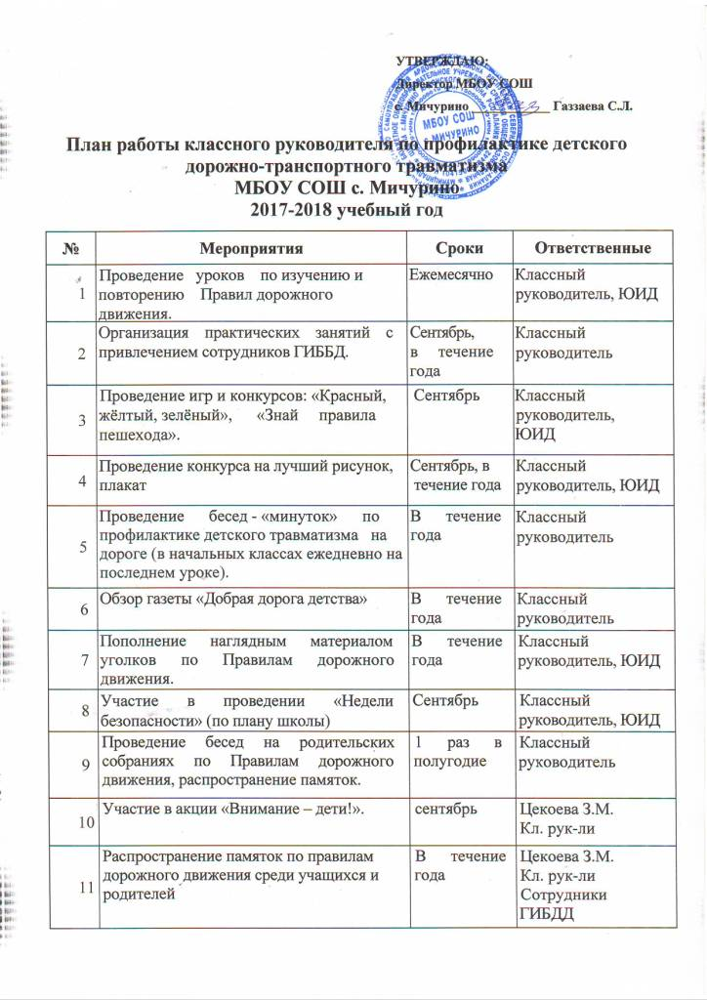 УТВЕРЖДАЮ:
Директор МБОУ СОШ
с. Мичурино Газзаева С.Л.
МБОУ СОШ
с. МИЧУРИНО
План работы классного руководителя по профилактике детского
дорожно-транспортного травматизма
МБОУ СОШ с. Мичурино
2017-2018 учебный год
№ Мероприятия Сроки Ответственные
1 Проведение уроков по изучению и Ежемесячно Классный
повторению Правил дорожного руководитель, ЮИД
движения.
2 Организация практических занятий с Сентябрь, Классный
привлечением сотрудников ГИББД. в течение руководитель
года
3 Проведение игр и конкурсов: «Красный, Сентябрь Классный
жёлтый, зелёный», «Знай правила руководитель,
пешехода». ЮИД
4 Проведение конкурса на лучший рисунок, Сентябрь, в Классный
плакат течение года руководитель, ЮИД
5 Проведение бесед - «минуток» по В течение Классный
профилактике детского травматизма на года руководитель
дороге (в начальных классах ежедневно на
последнем уроке).
6 Обзор газеты «Добрая дорога детства» В течение Классный
года руководитель
7 Пополнение наглядным материалом В течение Классный
уголков по Правилам дорожного года руководитель, ЮИД
движения.
8 Участие в проведении «Недели Сентябрь Классный
безопасности» (по плану школы) руководитель, ЮИД
9 Проведение бесед на родительских 1 раз в Классный
собраниях по Правилам дорожного полугодие руководитель
движения, распространение памяток.
10 Участие в акции «Внимание – дети!». сентябрь Цекоева З.М.
Кл. рук-ли
11 Распространение памяток по правилам В течение Цекоева З.М.
дорожного движения среди учащихся и года Кл. рук-ли
родителей Сотрудники
ГИБДД